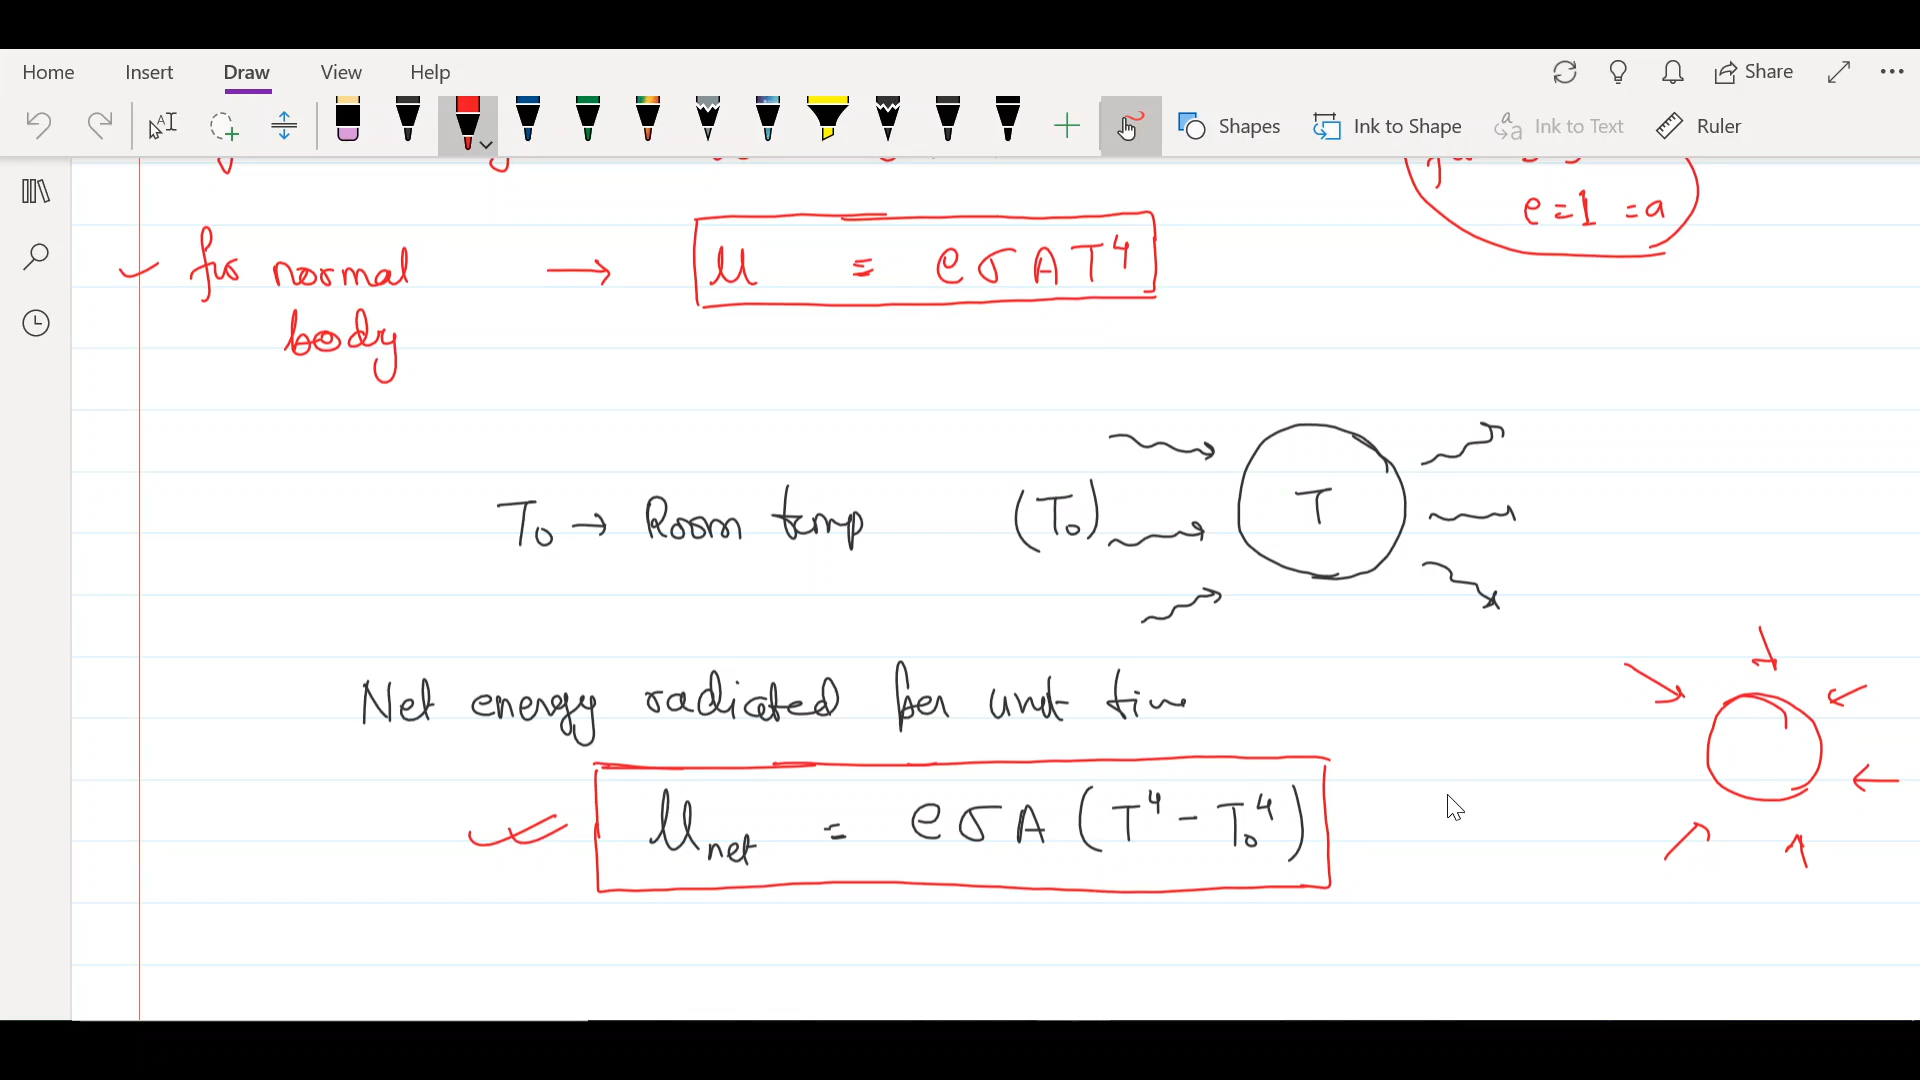 Home Insert Draw View Help Share
Shapes Ink to Shape Ink to Text Ruler
e = 1 = a
for normal body → u = eσAT⁴
T
T₀ → Room temp (T₀)
Net energy radiated per unit time
u net = eσA (T⁴ - T₀⁴)